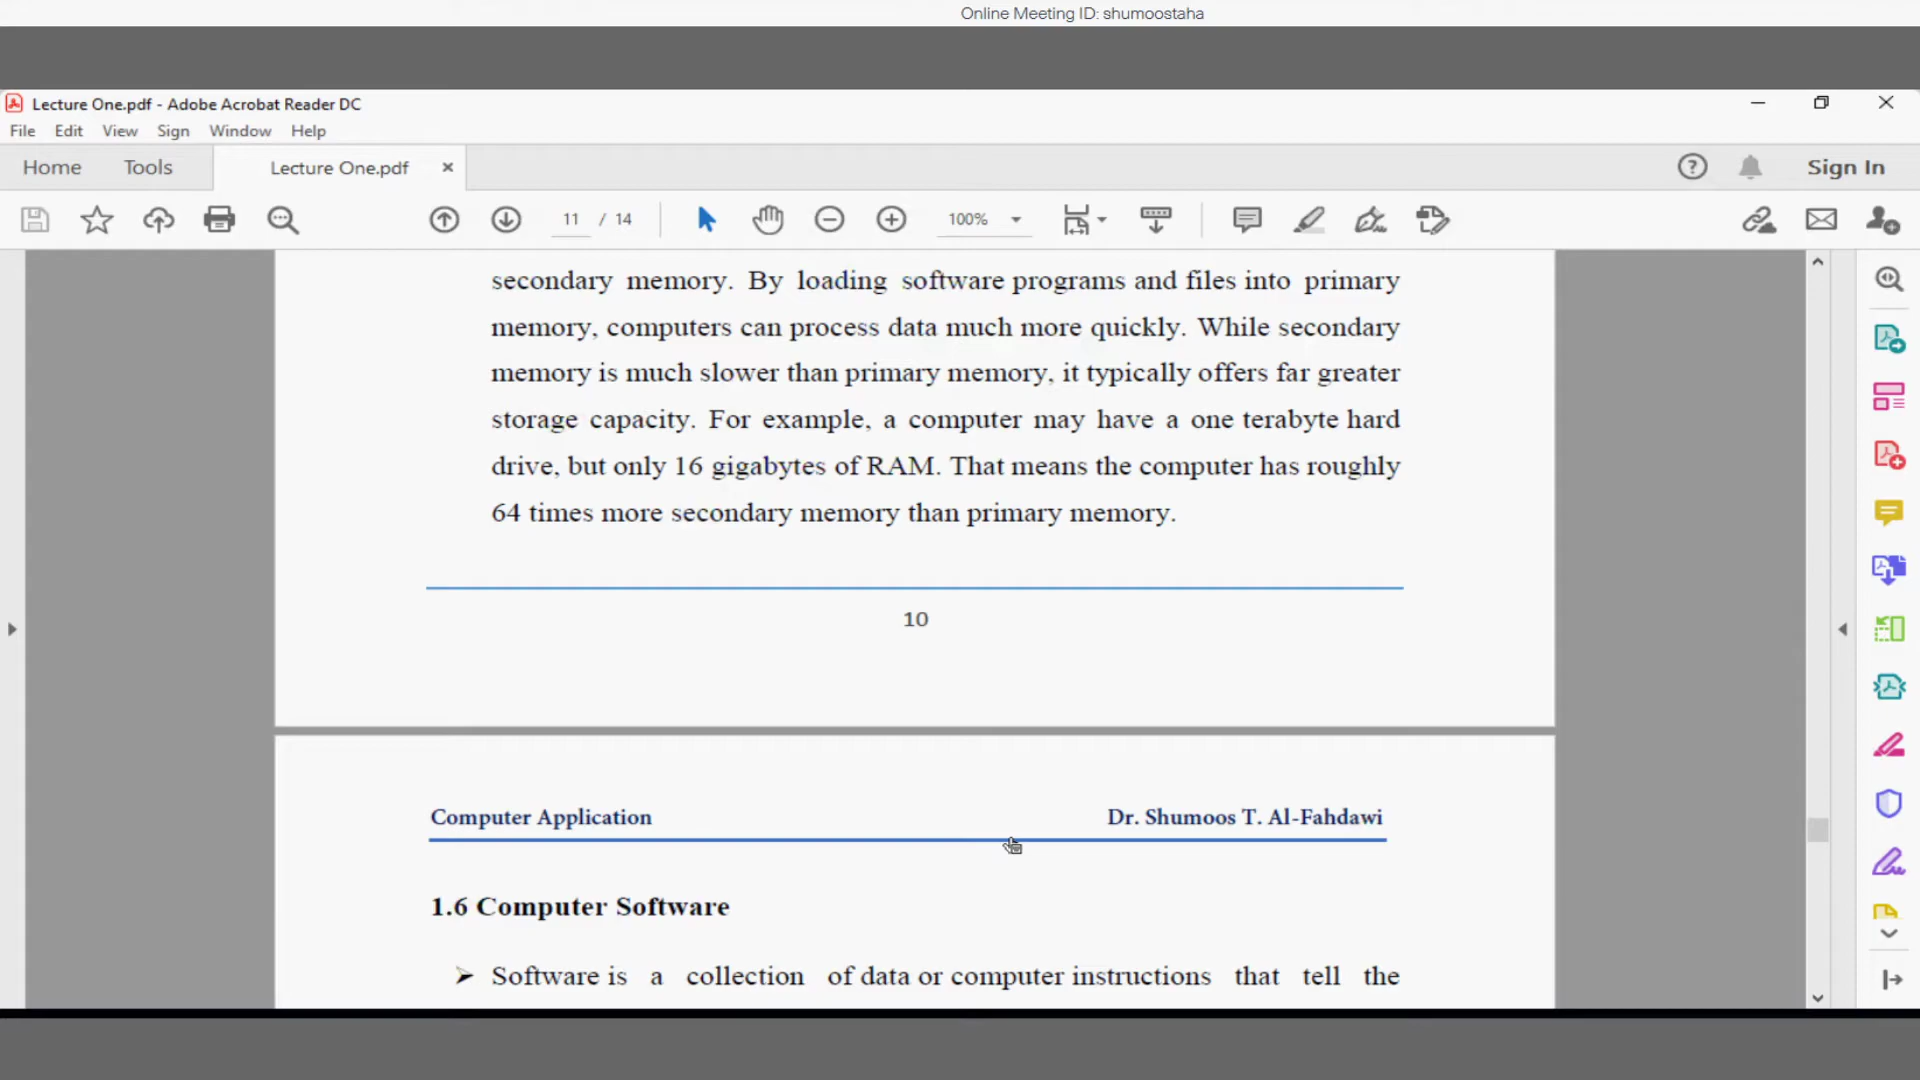 Online Meeting ID: shumoostaha
Lecture One.pdf - Adobe Acrobat Reader DC
File Edit View Sign Window Help
Home Tools Lecture One.pdf × Sign In
11 / 14 100%
secondary memory. By loading software programs and files into primary
memory, computers can process data much more quickly. While secondary
memory is much slower than primary memory, it typically offers far greater
storage capacity. For example, a computer may have a one terabyte hard
drive, but only 16 gigabytes of RAM. That means the computer has roughly
64 times more secondary memory than primary memory.
10
Computer Application Dr. Shumoos T. Al-Fahdawi
1.6 Computer Software
➢ Software is a collection of data or computer instructions that tell the